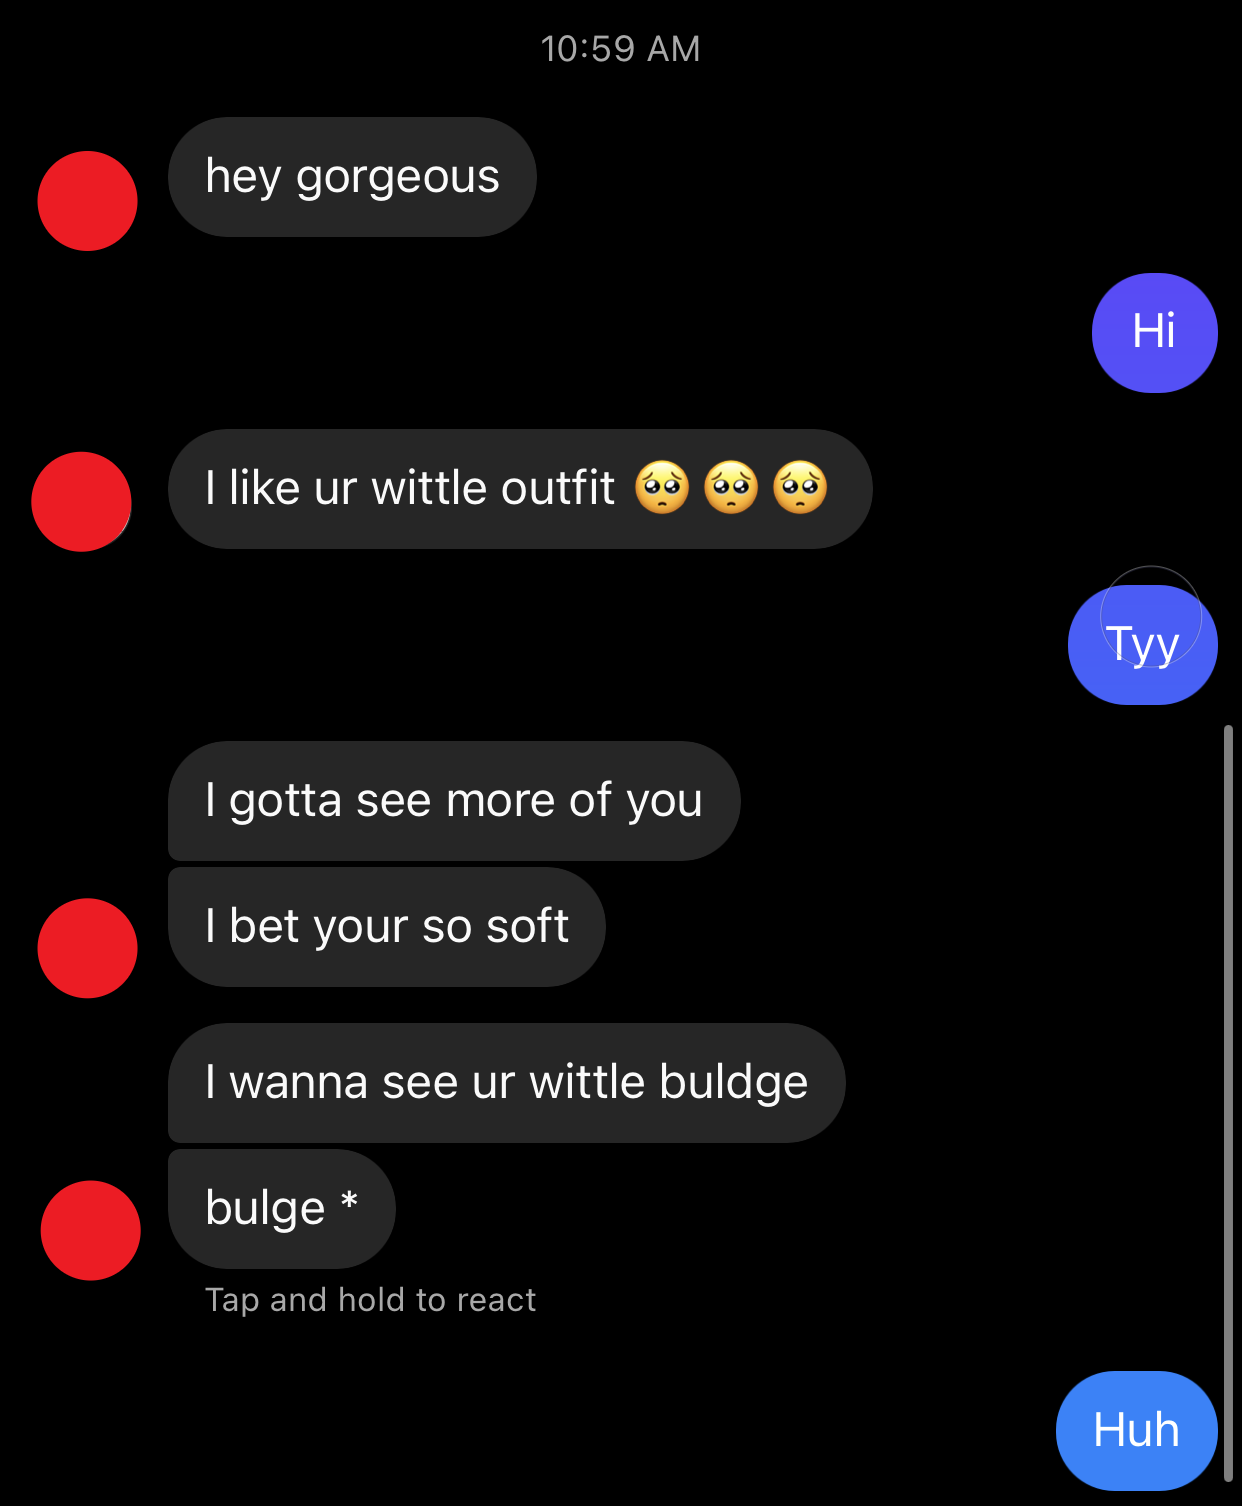 10:59 AM
hey gorgeous
Hi
I like ur wittle outfit 🥺🥺🥺
Tyy
I gotta see more of you
I bet your so soft
I wanna see ur wittle buldge
bulge *
Tap and hold to react
Huh